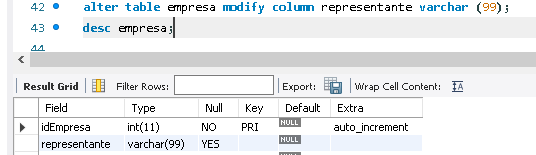 42 alter table empresa modify column representante varchar (99);
43 desc empresa;
44
Result Grid Filter Rows: Export: Wrap Cell Content:
Field Type Null Key Default Extra
idEmpresa int(11) NO PRI NULL auto_increment
representante varchar(99) YES NULL